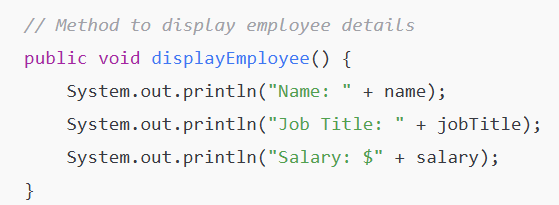 // Method to display employee details
public void displayEmployee() {
    System.out.println("Name: " + name);
    System.out.println("Job Title: " + jobTitle);
    System.out.println("Salary: $" + salary);
}